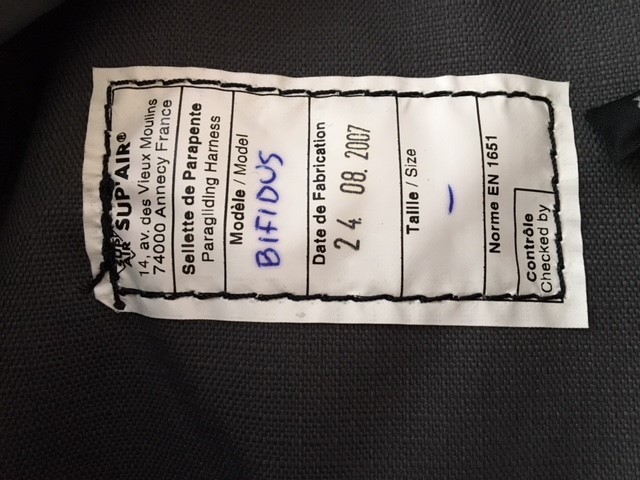 SUP'AIR®
14, av. des Vieux Moulins
74000 Annecy France
Sellette de Parapente
Paragliding Harness
Modèle / Model
BiFiDUS
Date de Fabrication
24. 08. 2007
Taille / Size
–
Norme EN 1651
Contrôle
Checked by